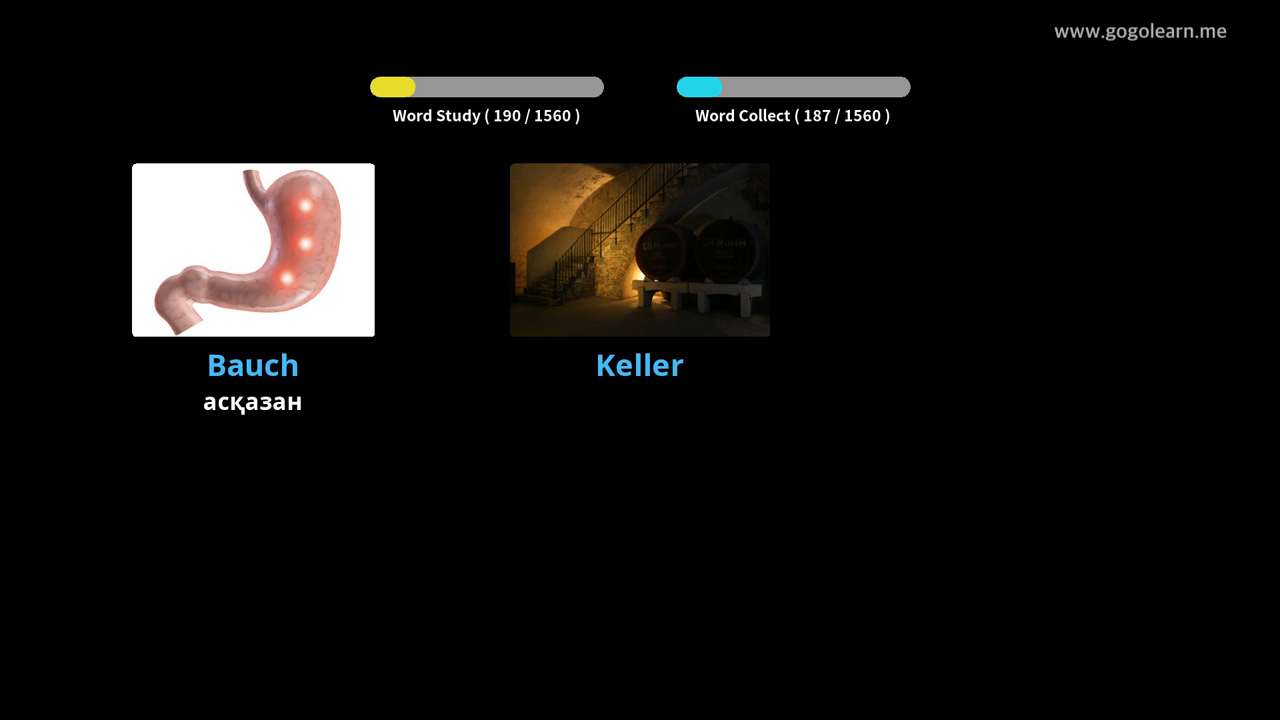 www.gogolearn.me
Word Study ( 190 / 1560 )
Word Collect ( 187 / 1560 )
Bauch
асқазан
Keller